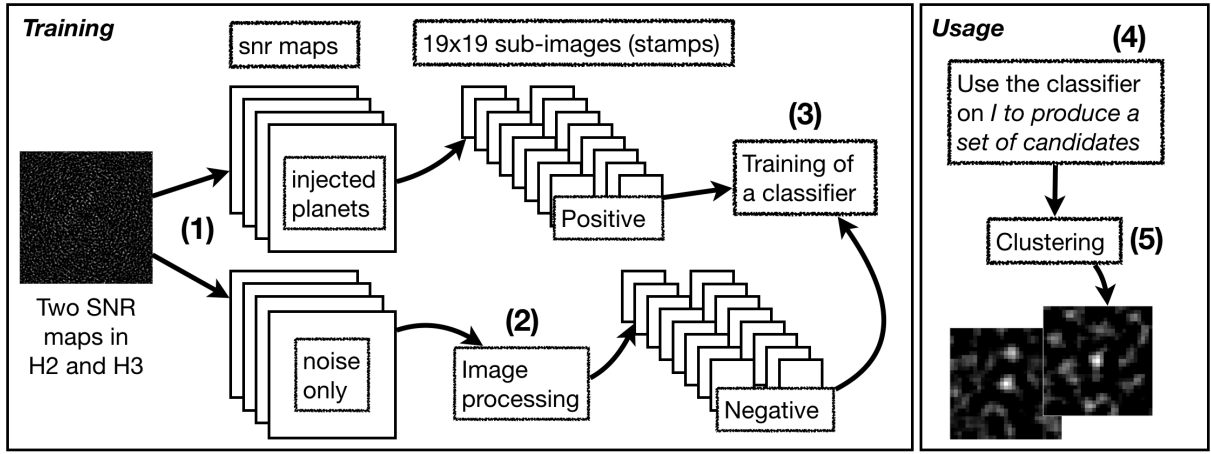 Training
snr maps
19x19 sub-images (stamps)
(1)
injected
planets
Positive
(3)
Training of
a classifier
Two SNR
maps in
H2 and H3
noise
only
(2)
Image
processing
Negative
Usage
(4)
Use the classifier
on I to produce a
set of candidates
Clustering
(5)